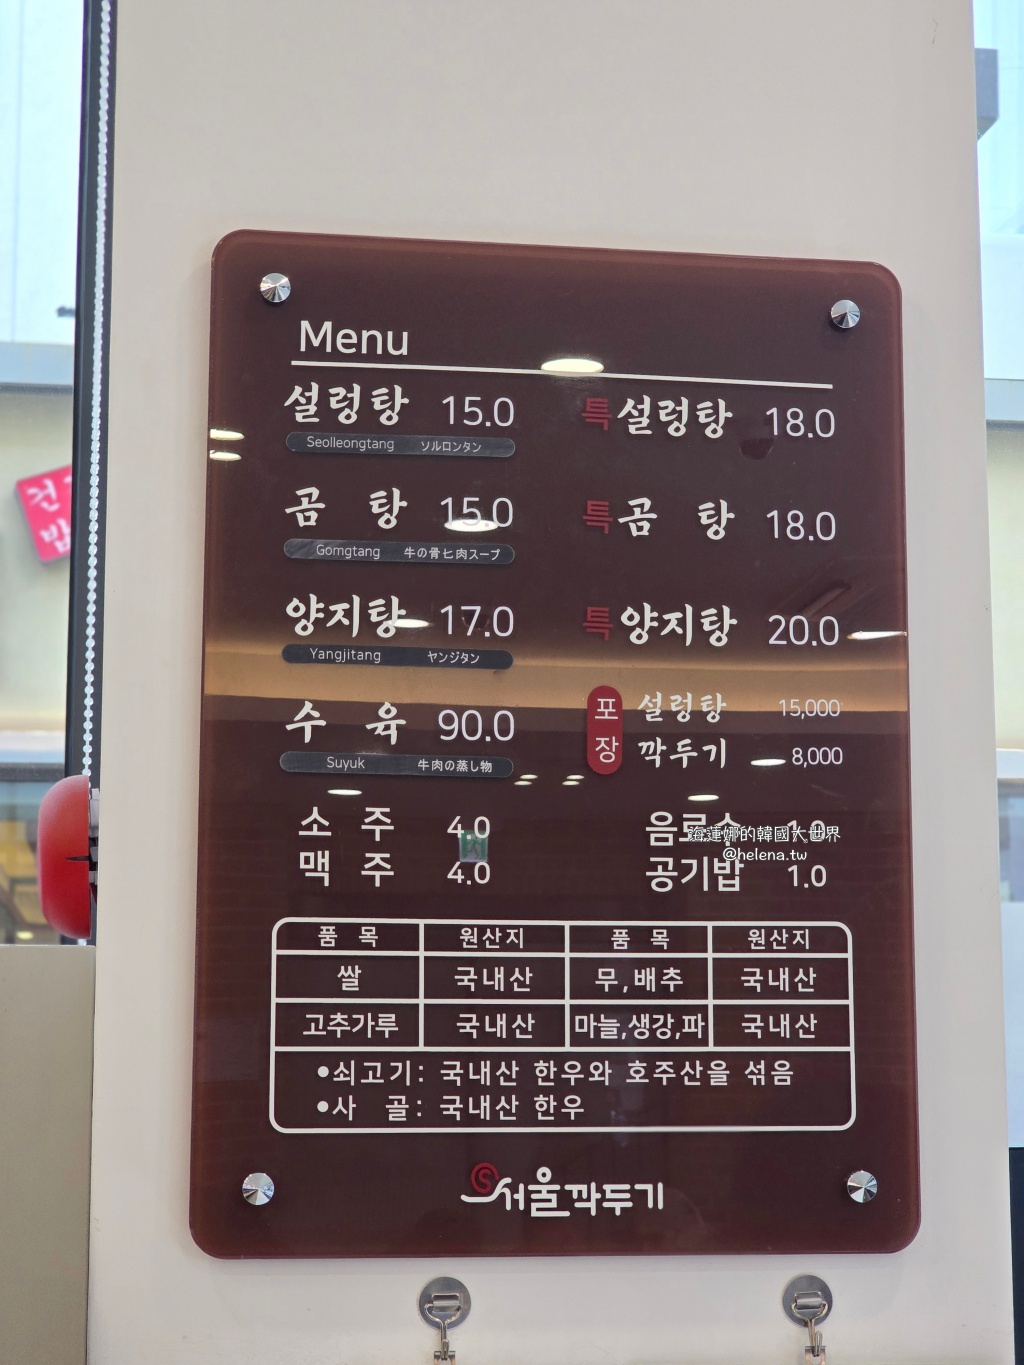 Menu
설렁탕 15.0
Seolleongtang ソルロンタン
특설렁탕 18.0
곰 탕 15.0
Gomgtang 牛の骨ヒ肉スープ
특곰 탕 18.0
양지탕 17.0
Yangjitang ヤンジタン
특양지탕 20.0
수 육 90.0
Suyuk 牛肉の蒸し物
포장
설렁탕 15,000
깍두기 8,000
소 주 4.0
맥 주 4.0
음료수 1.0
공기밥 1.0
海蓮娜的韓國大世界
@helena.tw
품 목 원산지 품 목 원산지
쌀 국내산 무,배추 국내산
고추가루 국내산 마늘,생강,파 국내산
•쇠고기: 국내산 한우와 호주산을 섞음
•사 골: 국내산 한우
서울깍두기